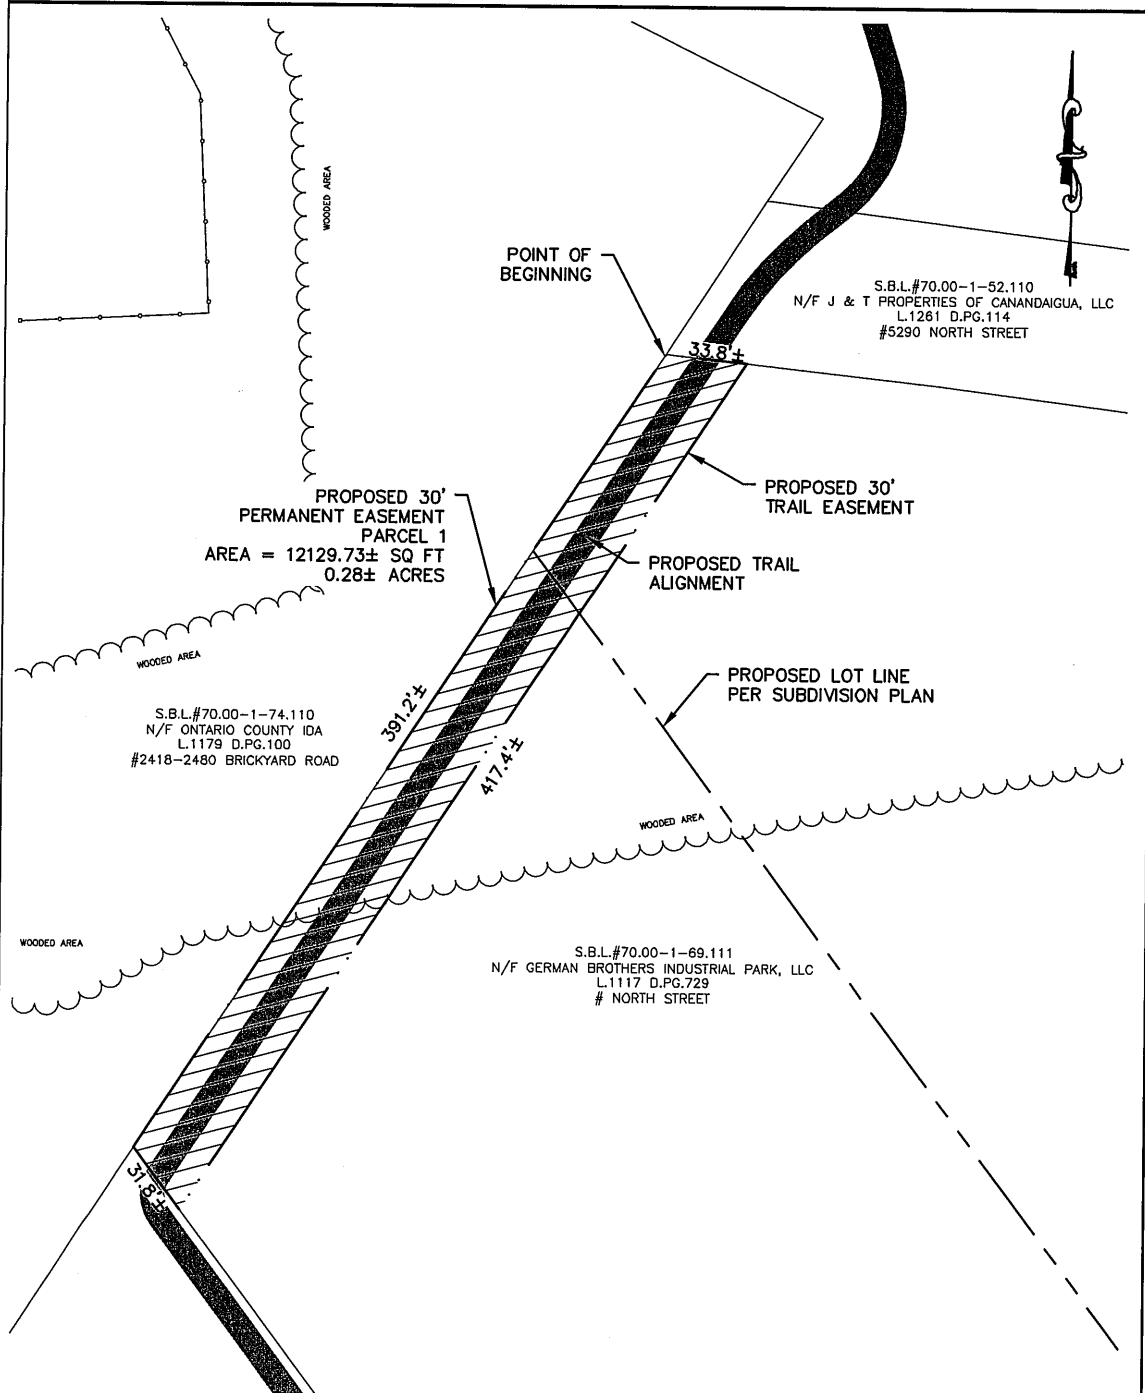 WOODED AREA
POINT OF
BEGINNING
S.B.L.#70.00-1-52.110
N/F J & T PROPERTIES OF CANANDAIGUA, LLC
L.1261 D.PG.114
#5290 NORTH STREET
33.8'±
PROPOSED 30'
PERMANENT EASEMENT
PARCEL 1
AREA = 12129.73± SQ FT
0.28± ACRES
PROPOSED 30'
TRAIL EASEMENT
PROPOSED TRAIL
ALIGNMENT
WOODED AREA
PROPOSED LOT LINE
PER SUBDIVISION PLAN
S.B.L.#70.00-1-74.110
N/F ONTARIO COUNTY IDA
L.1179 D.PG.100
#2418-2480 BRICKYARD ROAD
391.2'±
417.4'±
WOODED AREA
WOODED AREA
S.B.L.#70.00-1-69.111
N/F GERMAN BROTHERS INDUSTRIAL PARK, LLC
L.1117 D.PG.729
# NORTH STREET
31.8'±